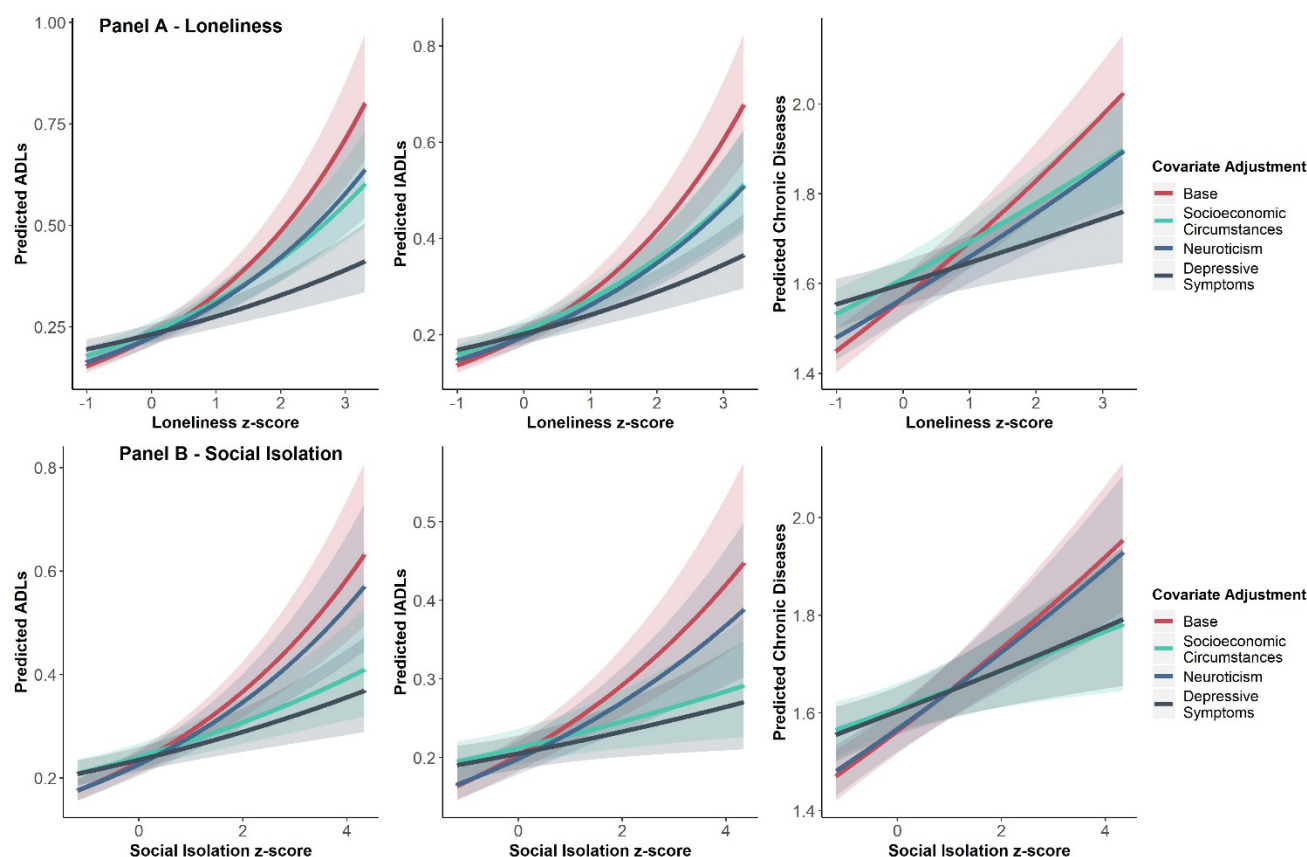 Panel A - Loneliness
1.00
0.75
0.50
0.25
Predicted ADLs
-1 0 1 2 3
Loneliness z-score
0.8
0.6
0.4
0.2
Predicted IADLs
-1 0 1 2 3
Loneliness z-score
2.0
1.8
1.6
1.4
Predicted Chronic Diseases
-1 0 1 2 3
Loneliness z-score
Covariate Adjustment
Base
Socioeconomic
Circumstances
Neuroticism
Depressive
Symptoms
Panel B - Social Isolation
0.8
0.6
0.4
0.2
Predicted ADLs
0 2 4
Social Isolation z-score
0.5
0.4
0.3
0.2
Predicted IADLs
0 2 4
Social Isolation z-score
2.0
1.8
1.6
1.4
Predicted Chronic Diseases
0 2 4
Social Isolation z-score
Covariate Adjustment
Base
Socioeconomic
Circumstances
Neuroticism
Depressive
Symptoms